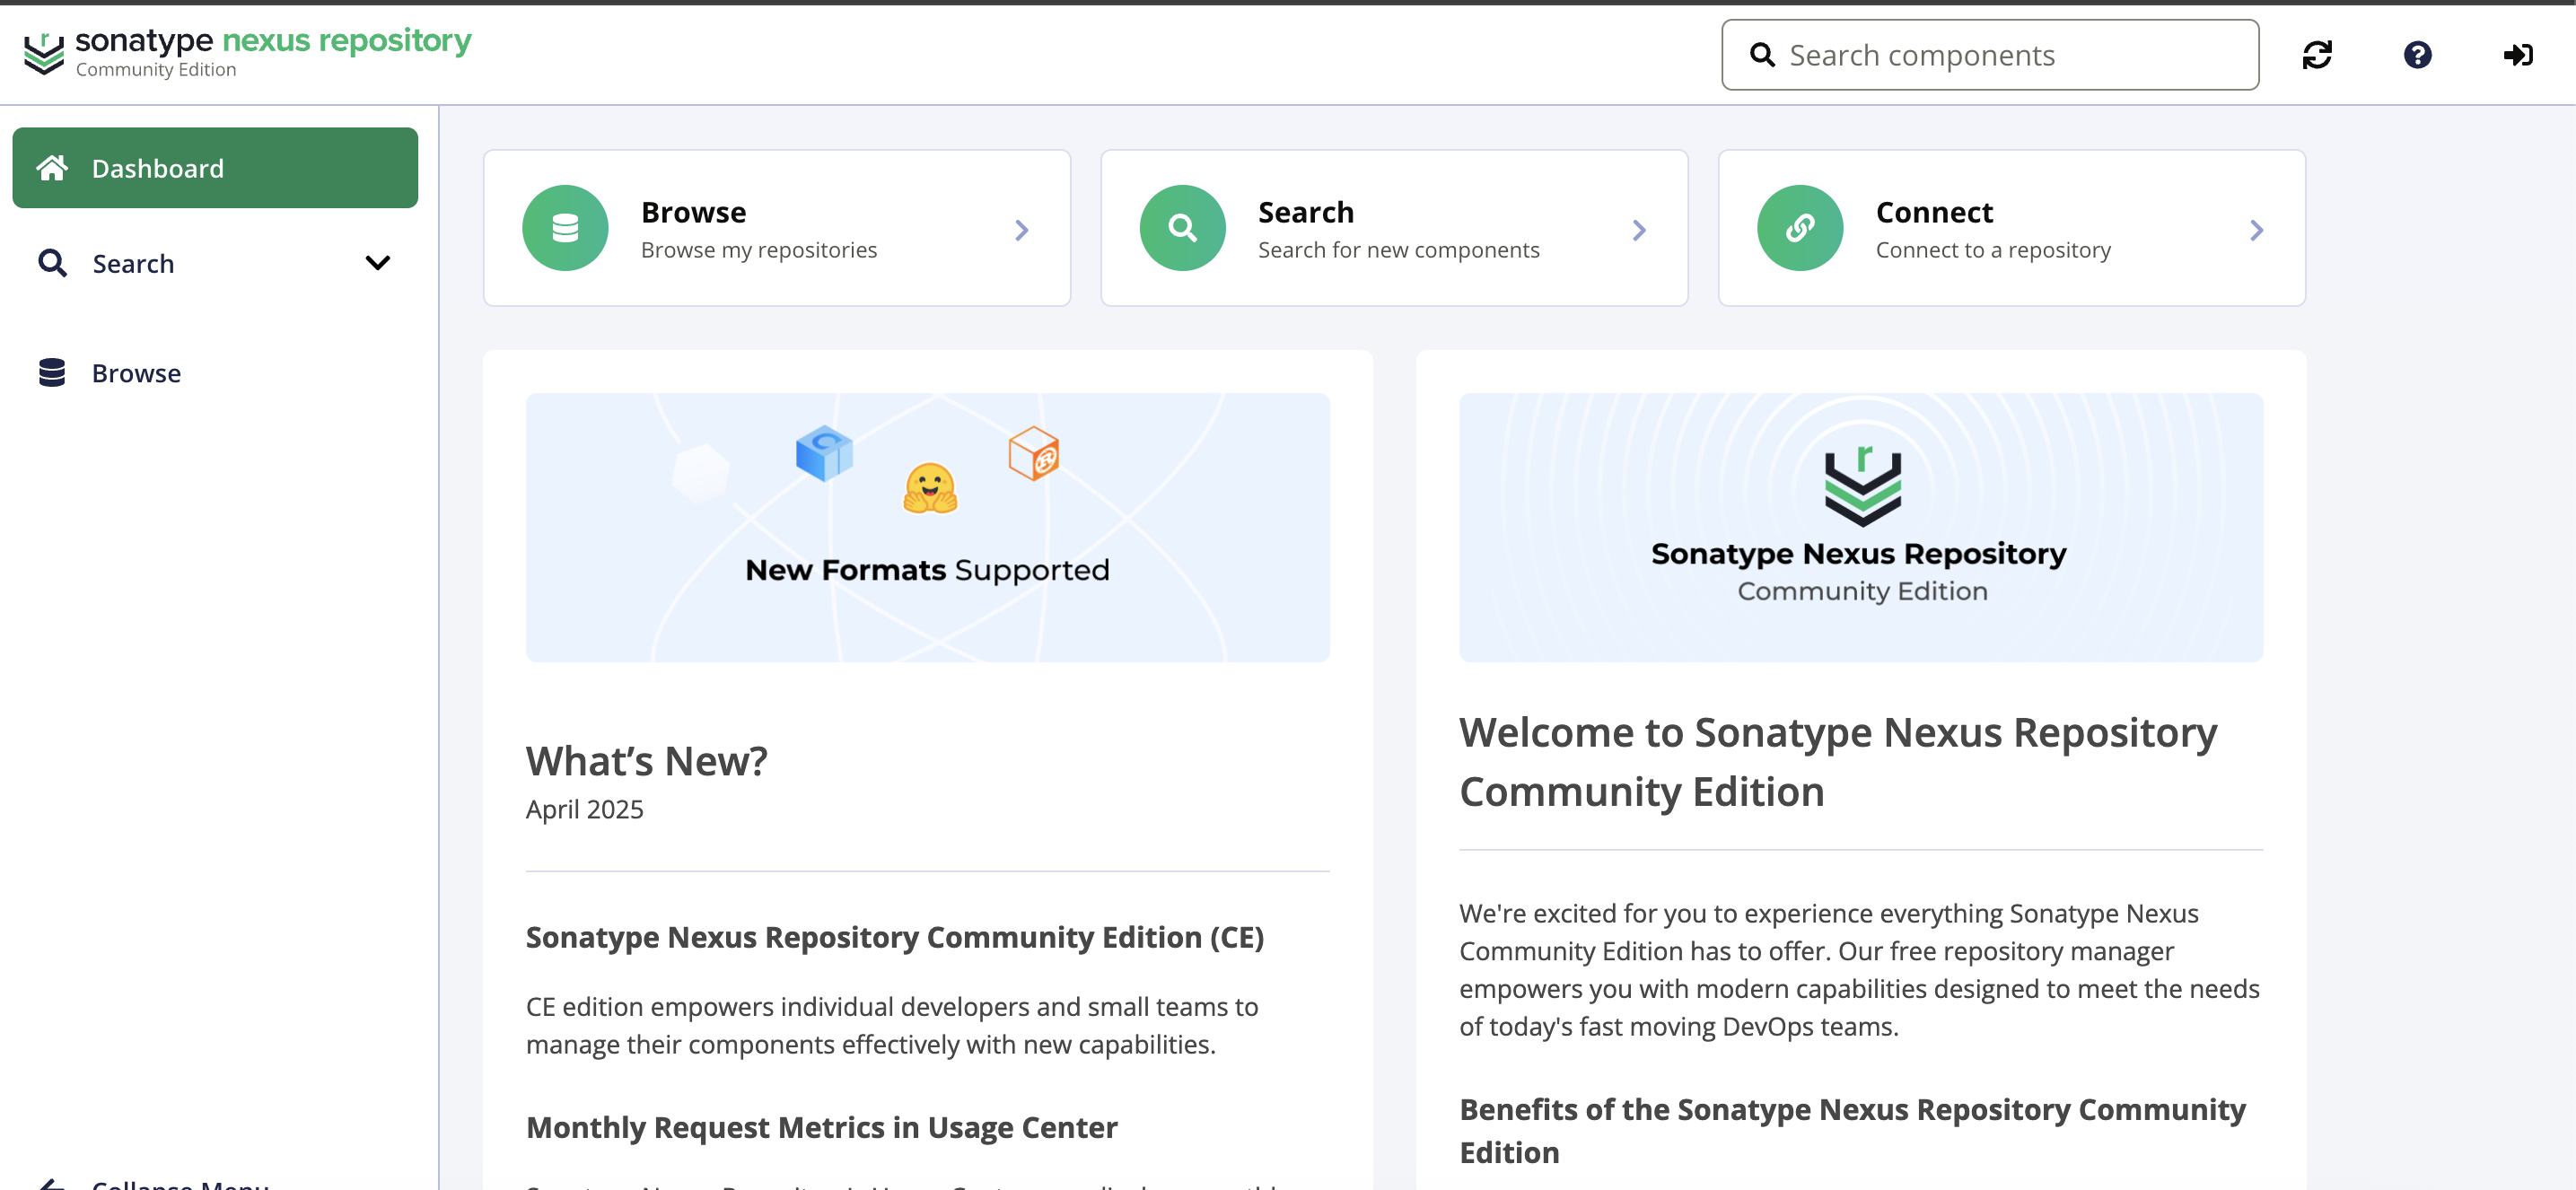 sonatype nexus repository
Community Edition
Search components
Dashboard
Search
Browse
Browse
Browse my repositories
Search
Search for new components
Connect
Connect to a repository
New Formats Supported
What’s New?
April 2025
Sonatype Nexus Repository Community Edition (CE)
CE edition empowers individual developers and small teams to
manage their components effectively with new capabilities.
Monthly Request Metrics in Usage Center
r
Sonatype Nexus Repository
Community Edition
Welcome to Sonatype Nexus Repository
Community Edition
We're excited for you to experience everything Sonatype Nexus
Community Edition has to offer. Our free repository manager
empowers you with modern capabilities designed to meet the needs
of today's fast moving DevOps teams.
Benefits of the Sonatype Nexus Repository Community
Edition
Collapse Menu